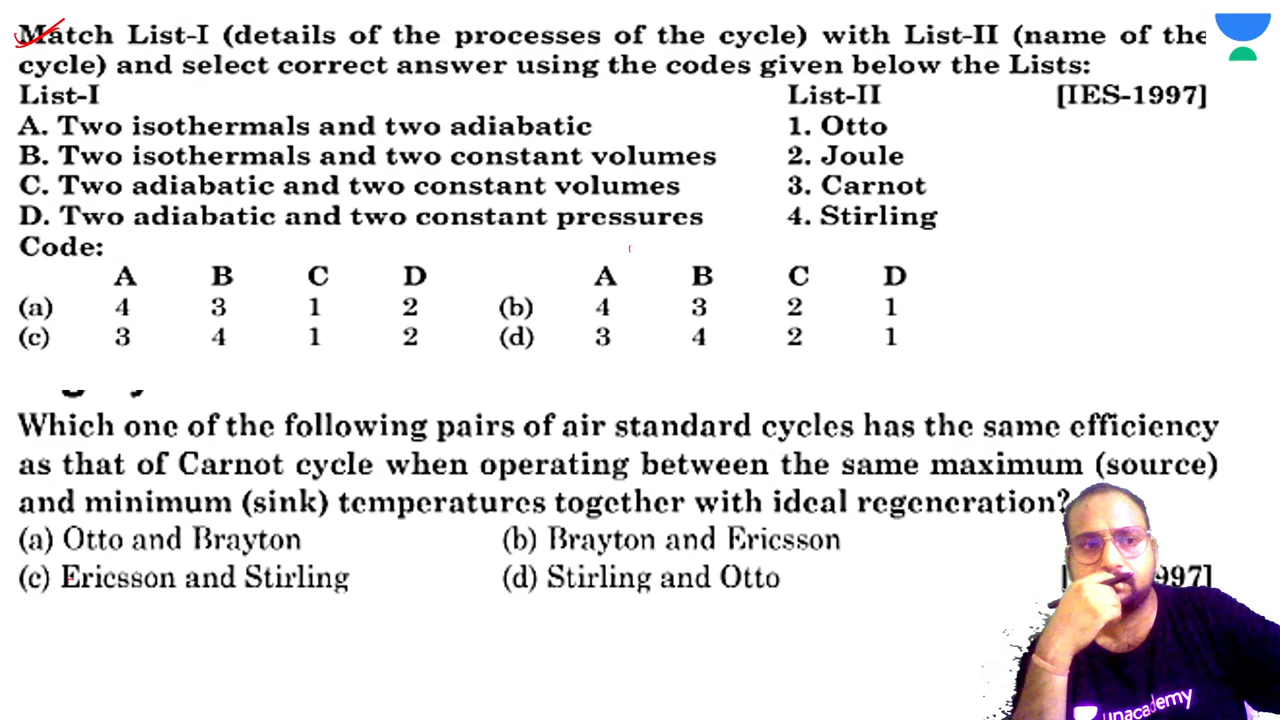 Match List-I (details of the processes of the cycle) with List-II (name of the
cycle) and select correct answer using the codes given below the Lists:
List-I List-II [IES-1997]
A. Two isothermals and two adiabatic 1. Otto
B. Two isothermals and two constant volumes 2. Joule
C. Two adiabatic and two constant volumes 3. Carnot
D. Two adiabatic and two constant pressures 4. Stirling
Code:
A B C D A B C D
(a) 4 3 1 2 (b) 4 3 2 1
(c) 3 4 1 2 (d) 3 4 2 1
Which one of the following pairs of air standard cycles has the same efficiency
as that of Carnot cycle when operating between the same maximum (source)
and minimum (sink) temperatures together with ideal regeneration?
(a) Otto and Brayton (b) Brayton and Ericsson
(c) Ericsson and Stirling (d) Stirling and Otto
997]
unacademy